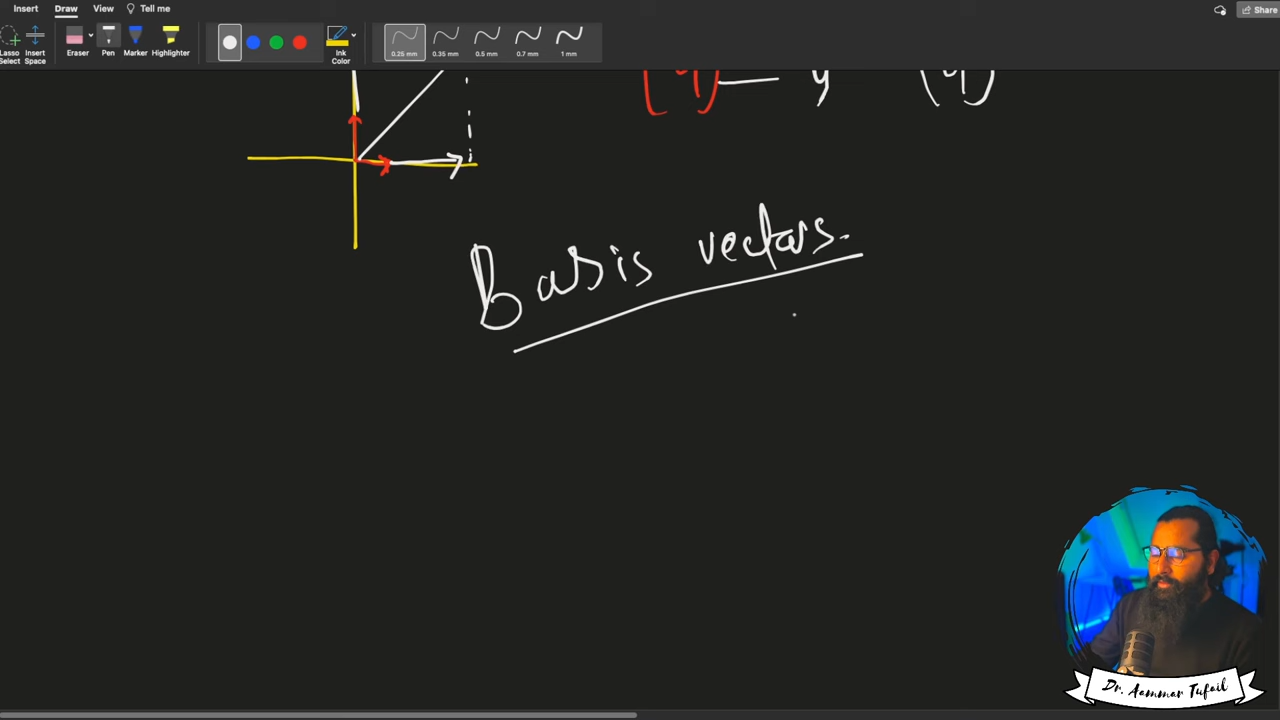 Insert Draw View Tell me
Share
Lasso Select
Insert Space
Eraser
Pen
Marker
Highlighter
Ink Color
0.25 mm
0.35 mm
0.5 mm
0.7 mm
1 mm
y
Basis vectors.
Dr. Aammar Tufail